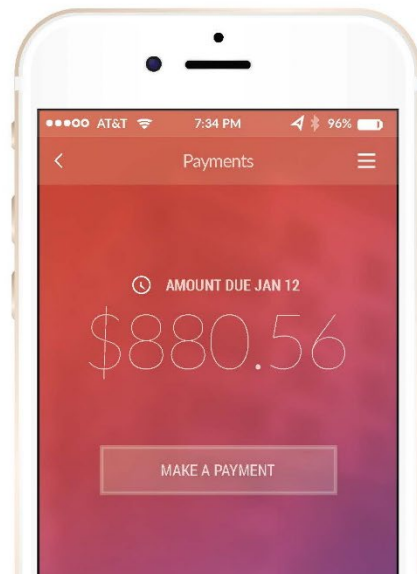 AT&T 7:34 PM 96%
Payments
AMOUNT DUE JAN 12
$880.56
MAKE A PAYMENT